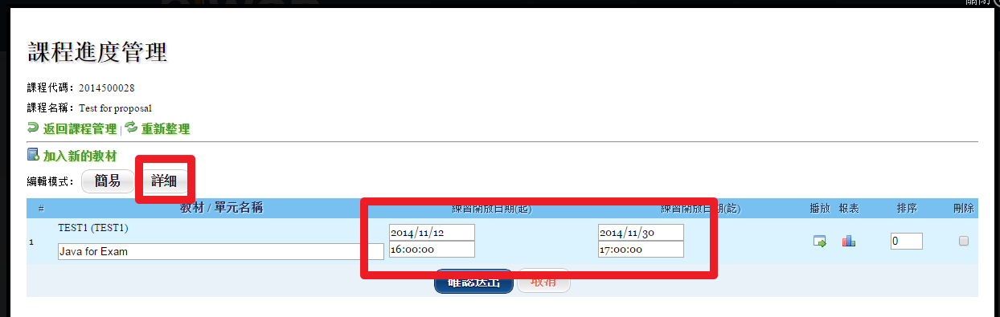 關閉
課程進度管理
課程代碼：2014500028
課程名稱：Test for proposal
返回課程管理 | 重新整理
加入新的教材
編輯模式： 簡易 詳細
# 教材 / 單元名稱 練習開放日期(起) 練習開放日期(訖) 播放 報表 排序 刪除
TEST1 (TEST1)
1 Java for Exam 2014/11/12 16:00:00 2014/11/30 17:00:00 0
確認送出 取消